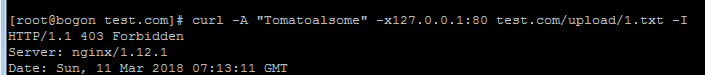 [root@bogon test.com]# curl -A "Tomatoalsome" -x127.0.0.1:80 test.com/upload/1.txt -I
HTTP/1.1 403 Forbidden
Server: nginx/1.12.1
Date: Sun, 11 Mar 2018 07:13:11 GMT